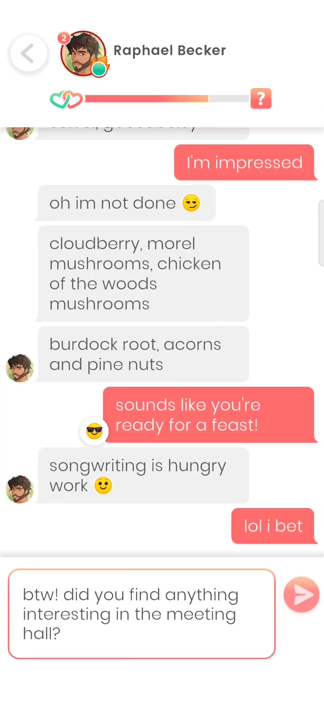 2
Raphael Becker
?
I'm impressed
oh im not done 😏
cloudberry, morel
mushrooms, chicken
of the woods
mushrooms
burdock root, acorns
and pine nuts
sounds like you're
ready for a feast!
songwriting is hungry
work 🙂
lol i bet
btw! did you find anything
interesting in the meeting
hall?